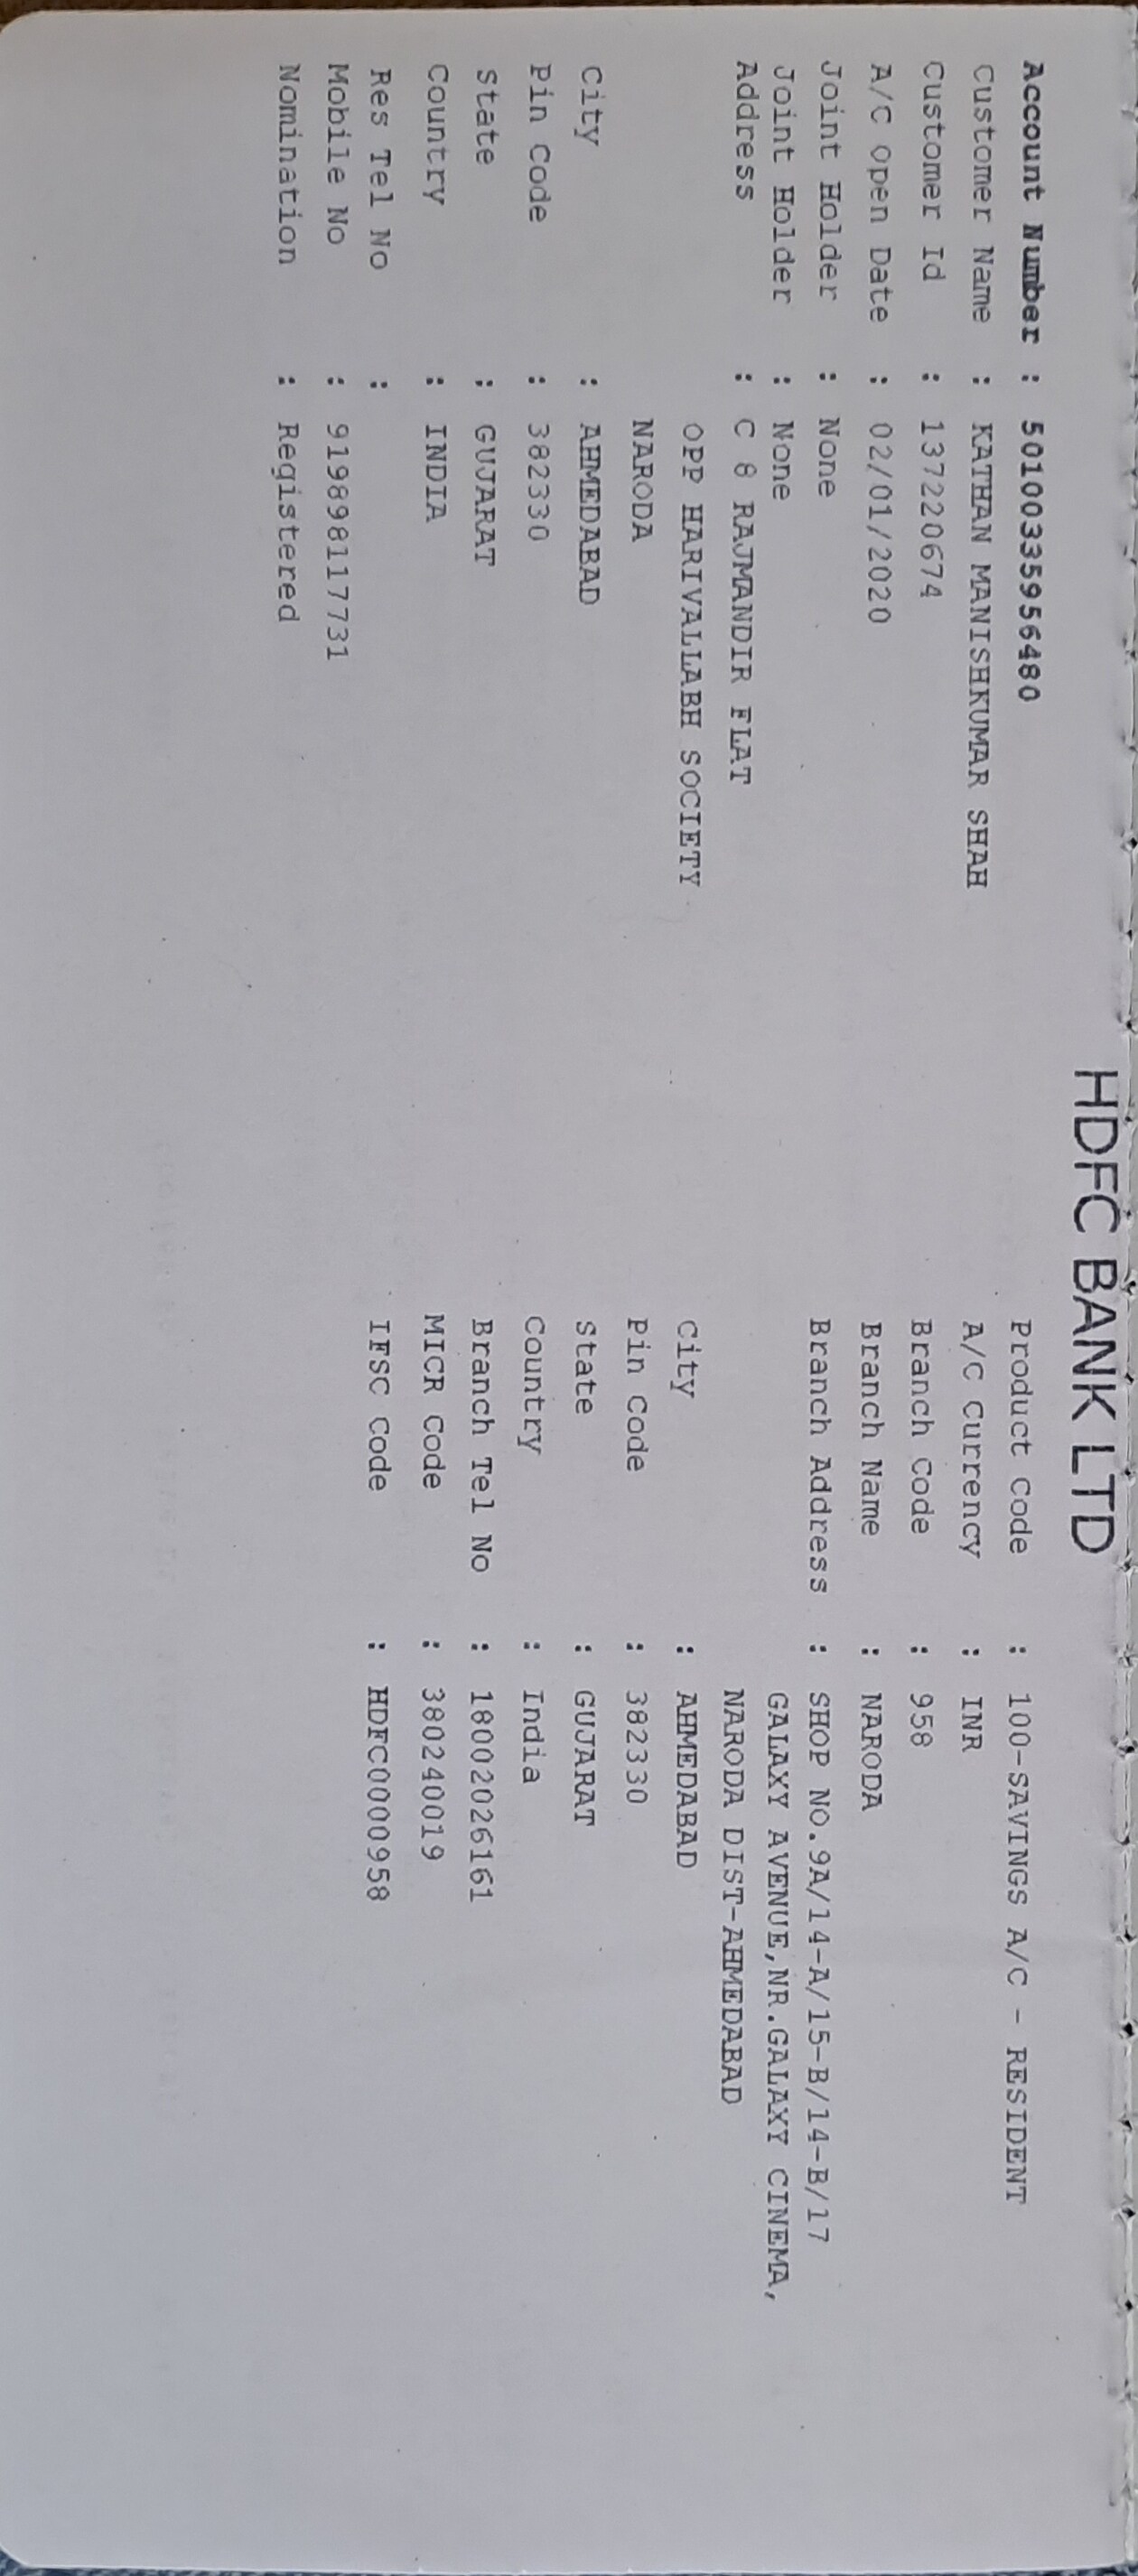 HDFC BANK LTD
Account Number : 50100335956480
Customer Name : KATHAN MANISHKUMAR SHAH
Customer Id : 137220674
A/C Open Date : 02/01/2020
Joint Holder : None
Joint Holder : None
Address : C 8 RAJMANDIR FLAT
OPP HARIVALLABH SOCIETY
NARODA
City : AHMEDABAD
Pin Code : 382330
State : GUJARAT
Country : INDIA
Res Tel No :
Mobile No : 919898117731
Nomination : Registered
Product Code : 100-SAVINGS A/C - RESIDENT
A/C Currency : INR
Branch Code : 958
Branch Name : NARODA
Branch Address : SHOP NO.9A/14-A/15-B/14-B/17
GALAXY AVENUE,NR.GALAXY CINEMA,
NARODA DIST-AHMEDABAD
City : AHMEDABAD
Pin Code : 382330
State : GUJARAT
Country : India
Branch Tel No : 18002026161
MICR Code : 380240019
IFSC Code : HDFC0000958